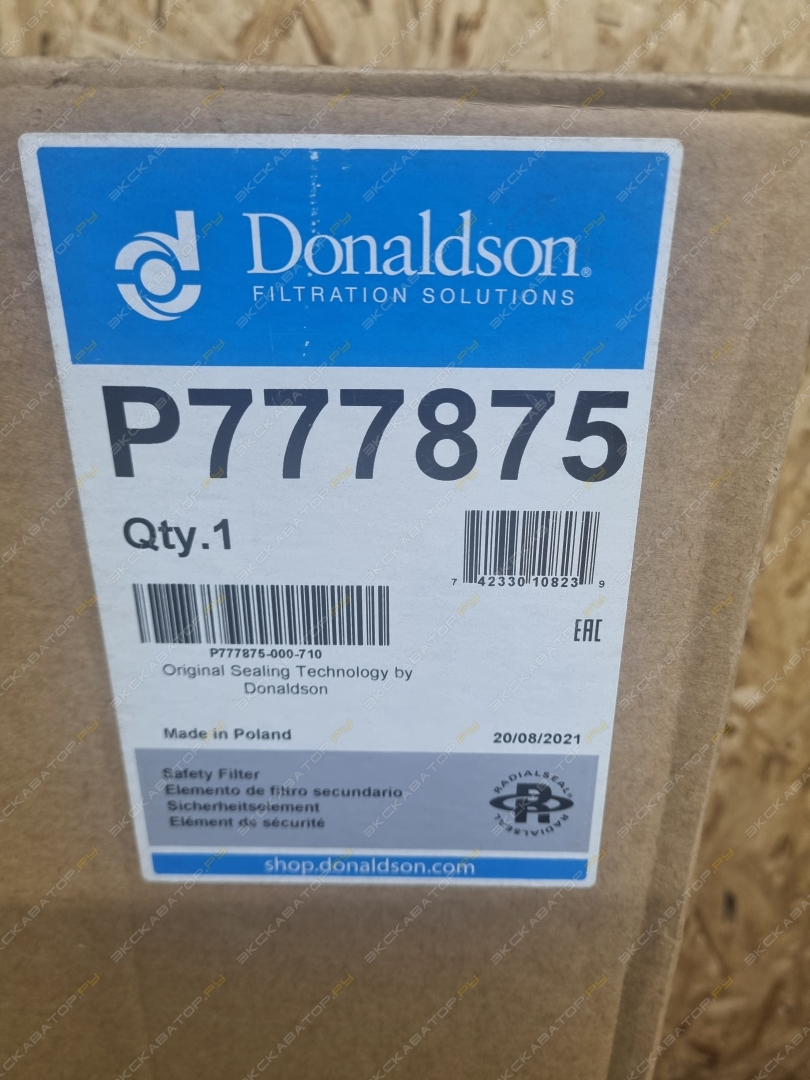 Donaldson®
FILTRATION SOLUTIONS
P777875
Qty.1
7 42330 10823 9
P777875-000-710
EAC
Original Sealing Technology by
Donaldson
Made in Poland
20/08/2021
Safety Filter
Elemento de filtro secundario
Sicherheitselement
Elément de sécurité
RADIALSEAL®
RADIALSEAL
shop.donaldson.com
ЭКСКАВАТОР.РУ